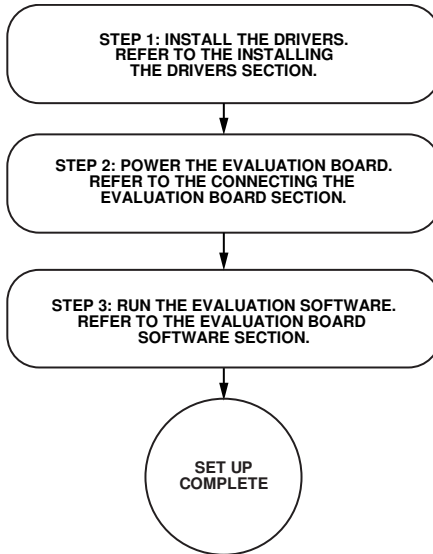 STEP 1: INSTALL THE DRIVERS.
REFER TO THE INSTALLING
THE DRIVERS SECTION.
STEP 2: POWER THE EVALUATION BOARD.
REFER TO THE CONNECTING THE
EVALUATION BOARD SECTION.
STEP 3: RUN THE EVALUATION SOFTWARE.
REFER TO THE EVALUATION BOARD
SOFTWARE SECTION.
SET UP
COMPLETE